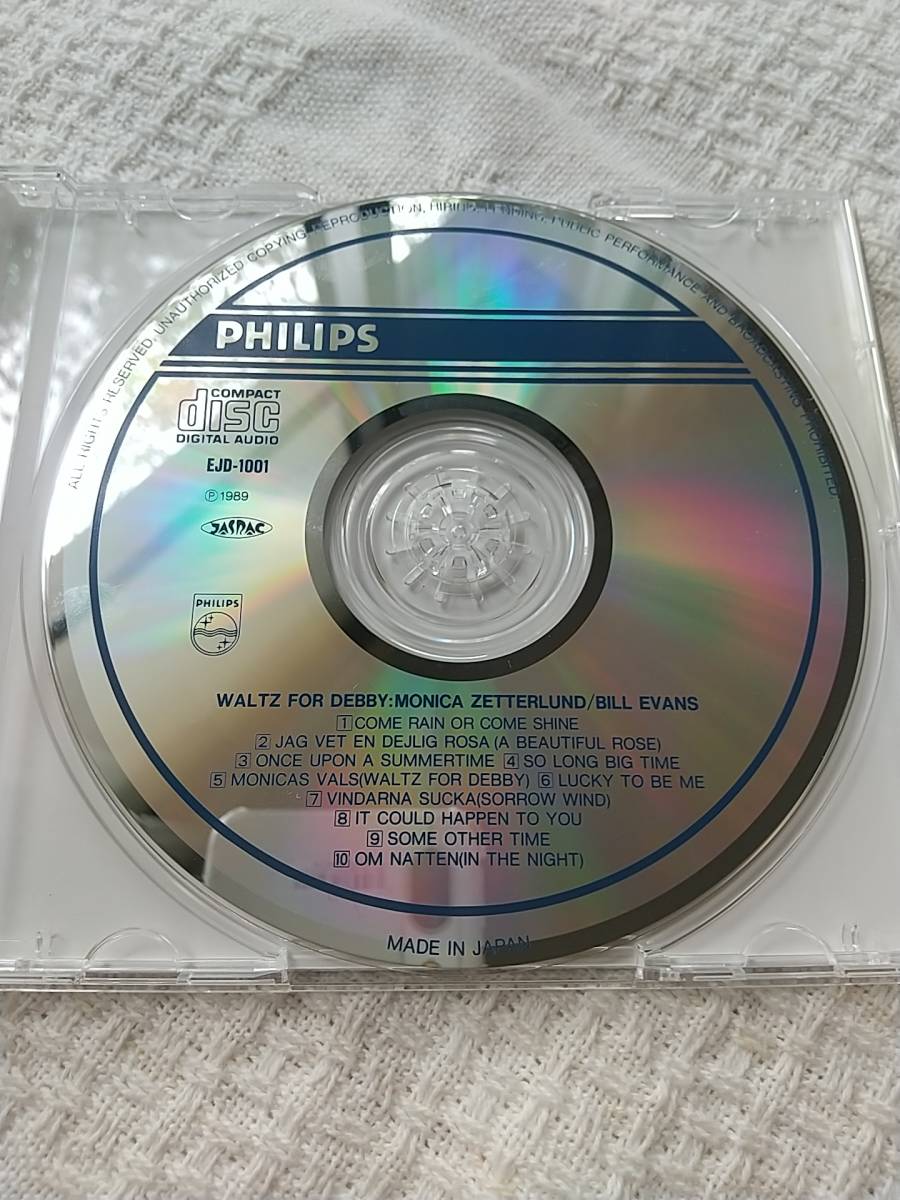 ALL RIGHTS RESERVED. UNAUTHORIZED COPYING, REPRODUCTION, HIRING, LENDING, PUBLIC PERFORMANCE AND BROADCASTING PROHIBITED.
PHILIPS
COMPACT
disc
DIGITAL AUDIO
EJD-1001
Ⓟ1989
JASRAC
PHILIPS
WALTZ FOR DEBBY:MONICA ZETTERLUND/BILL EVANS
1 COME RAIN OR COME SHINE
2 JAG VET EN DEJLIG ROSA (A BEAUTIFUL ROSE)
3 ONCE UPON A SUMMERTIME 4 SO LONG BIG TIME
5 MONICAS VALS(WALTZ FOR DEBBY) 6 LUCKY TO BE ME
7 VINDARNA SUCKA(SORROW WIND)
8 IT COULD HAPPEN TO YOU
9 SOME OTHER TIME
10 OM NATTEN(IN THE NIGHT)
MADE IN JAPAN